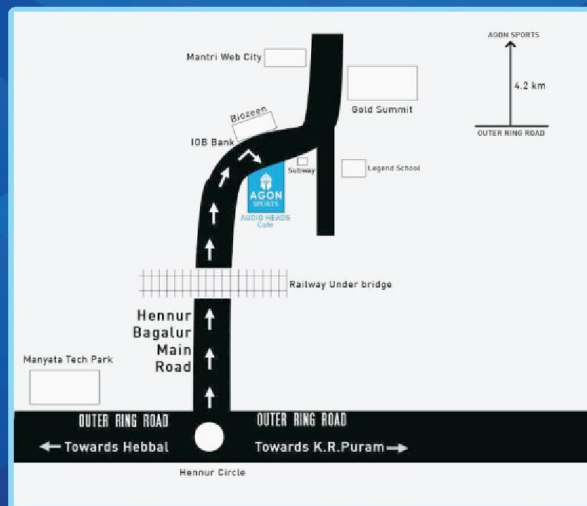 AGON SPORTS
Mantri Web City
4.2 km
Gold Summit
Biozeen
OUTER RING ROAD
IOB Bank
Subway
Legend School
AGON
SPORTS
AUDIO HEADS
Cafe
Railway Under bridge
Hennur
Bagalur
Main
Road
Manyata Tech Park
OUTER RING ROAD OUTER RING ROAD
Towards Hebbal Towards K.R.Puram
Hennur Circle